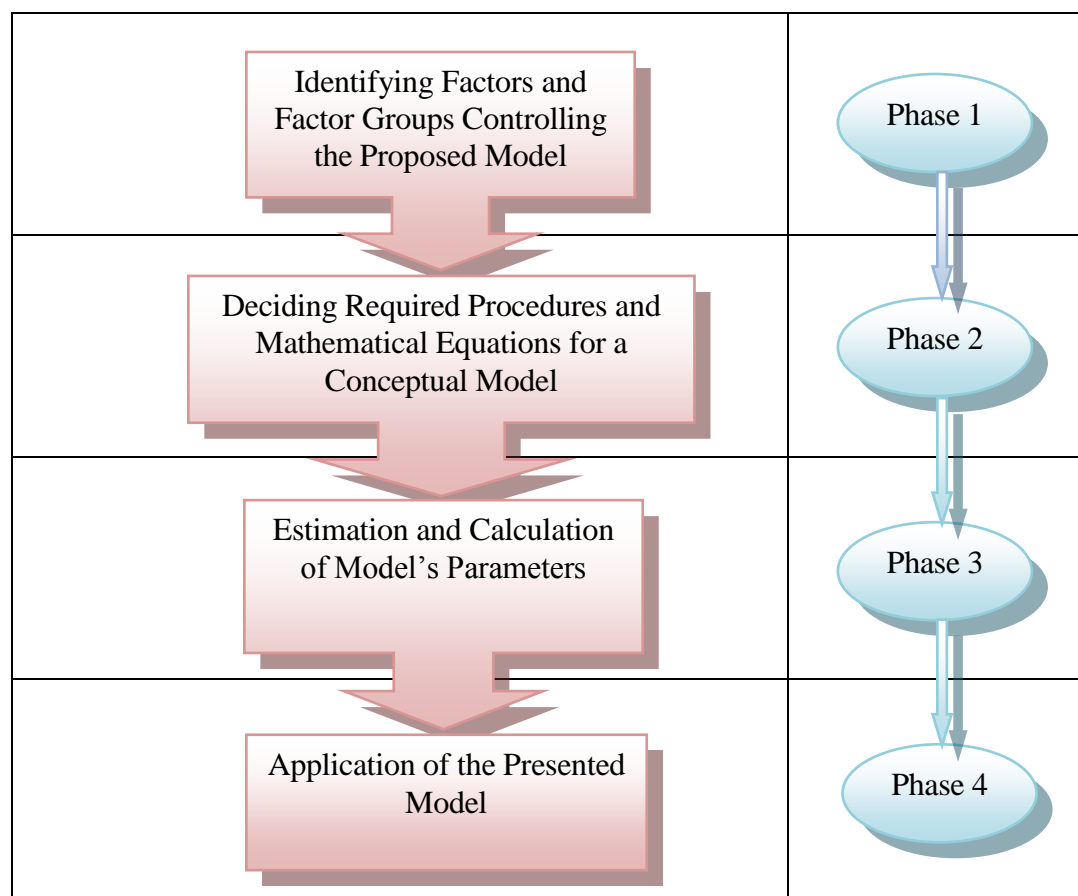 Identifying Factors and
Factor Groups Controlling
the Proposed Model
Phase 1
Deciding Required Procedures and
Mathematical Equations for a
Conceptual Model
Phase 2
Estimation and Calculation
of Model’s Parameters
Phase 3
Application of the Presented
Model
Phase 4